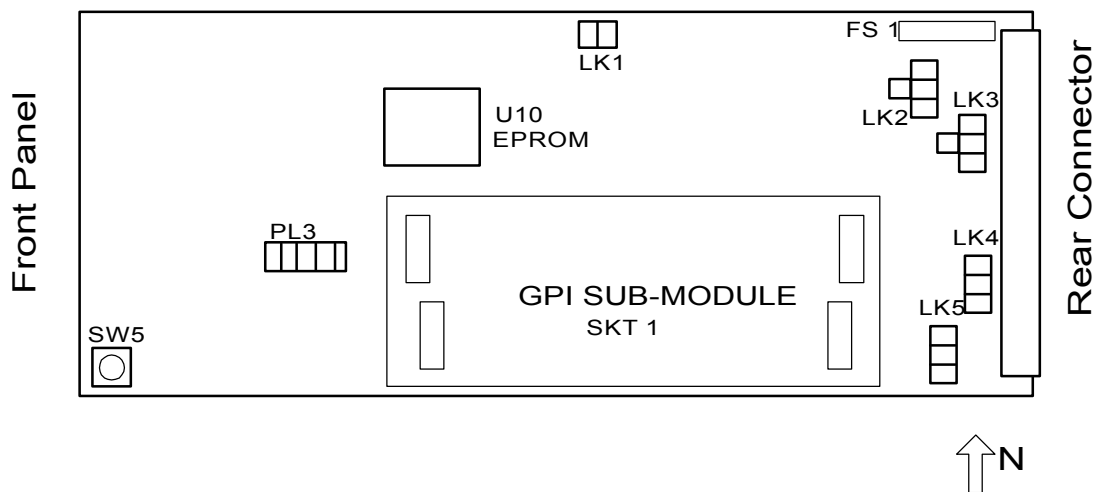 FS 1
LK1
LK2
LK3
U10
EPROM
Front Panel
Rear Connector
PL3
LK4
GPI SUB-MODULE
SKT 1
LK5
SW5
N